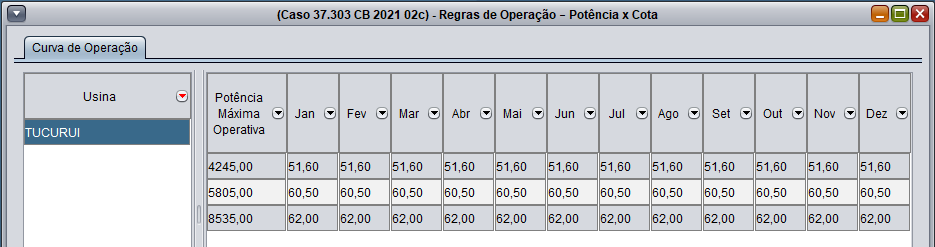 (Caso 37.303 CB 2021 02c) - Regras de Operação – Potência x Cota
Curva de Operação
Usina
TUCURUI
Potência Máxima Operativa Jan Fev Mar Abr Mai Jun Jul Ago Set Out Nov Dez
4245,00 51,60 51,60 51,60 51,60 51,60 51,60 51,60 51,60 51,60 51,60 51,60 51,60
5805,00 60,50 60,50 60,50 60,50 60,50 60,50 60,50 60,50 60,50 60,50 60,50 60,50
8535,00 62,00 62,00 62,00 62,00 62,00 62,00 62,00 62,00 62,00 62,00 62,00 62,00